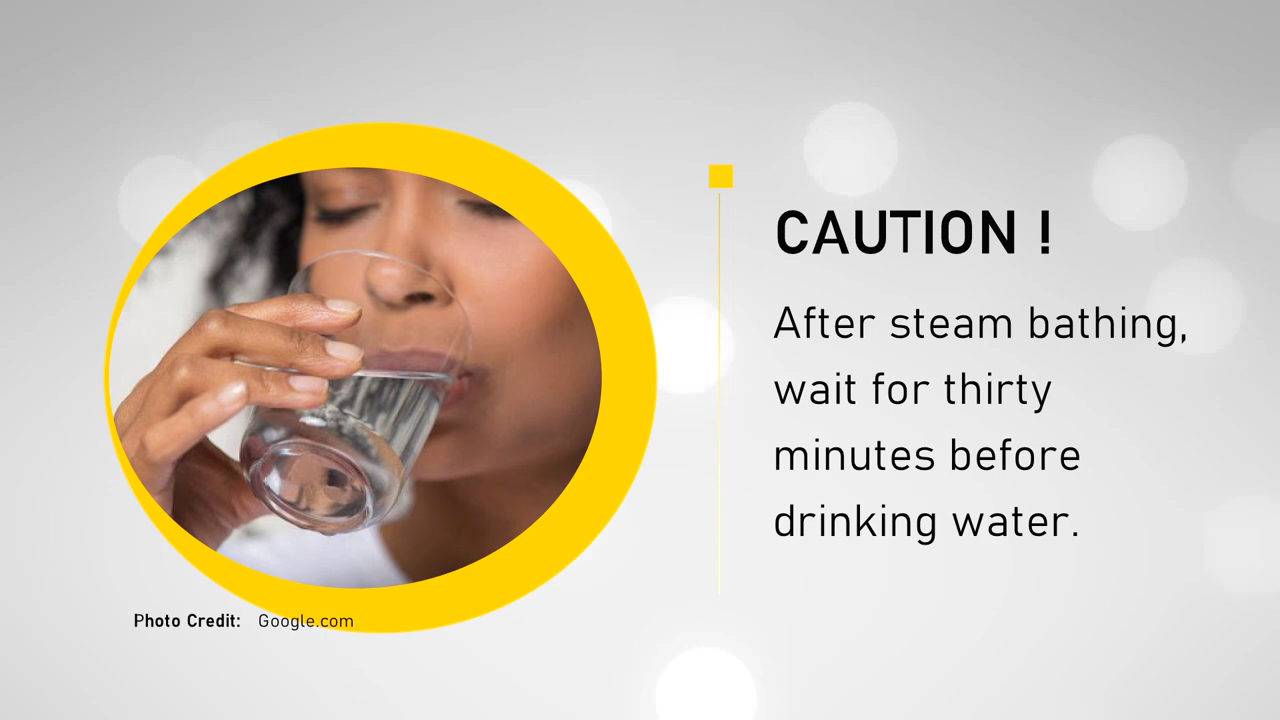 CAUTION !
After steam bathing,
wait for thirty
minutes before
drinking water.
Photo Credit: Google.com